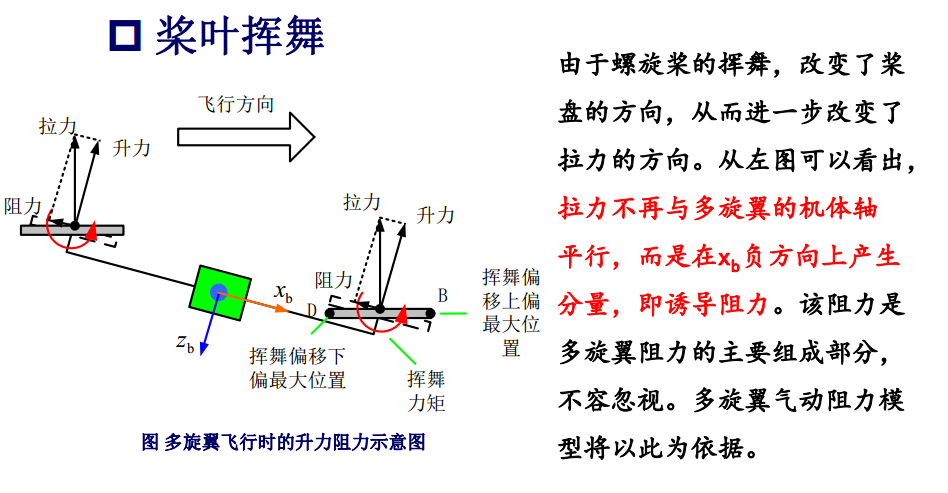 桨叶挥舞
飞行方向
拉力
升力
阻力
拉力
升力
阻力
x_b
z_b
D
B
挥舞偏
移上偏
最大位
置
挥舞偏移下
偏最大位置
挥舞
力矩
图 多旋翼飞行时的升力阻力示意图
由于螺旋桨的挥舞，改变了桨
盘的方向，从而进一步改变了
拉力的方向。从左图可以看出，
拉力不再与多旋翼的机体轴
平行，而是在x_b负方向上产生
分量，即诱导阻力。该阻力是
多旋翼阻力的主要组成部分，
不容忽视。多旋翼气动阻力模
型将以此为依据。